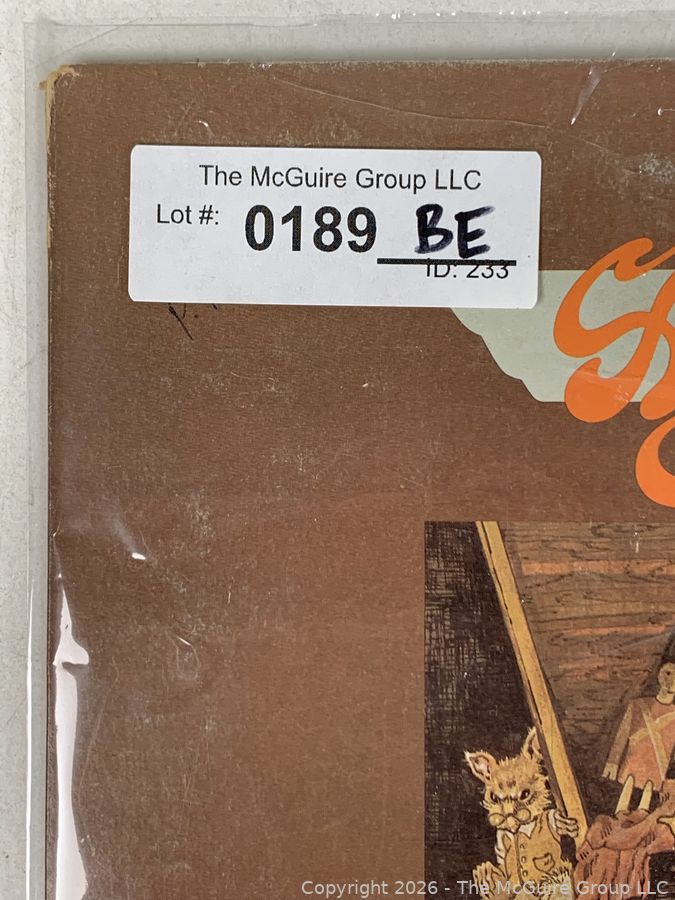 The McGuire Group LLC
Lot #: 0189 BE
ID: 233
Copyright 2026 - The McGuire Group LLC